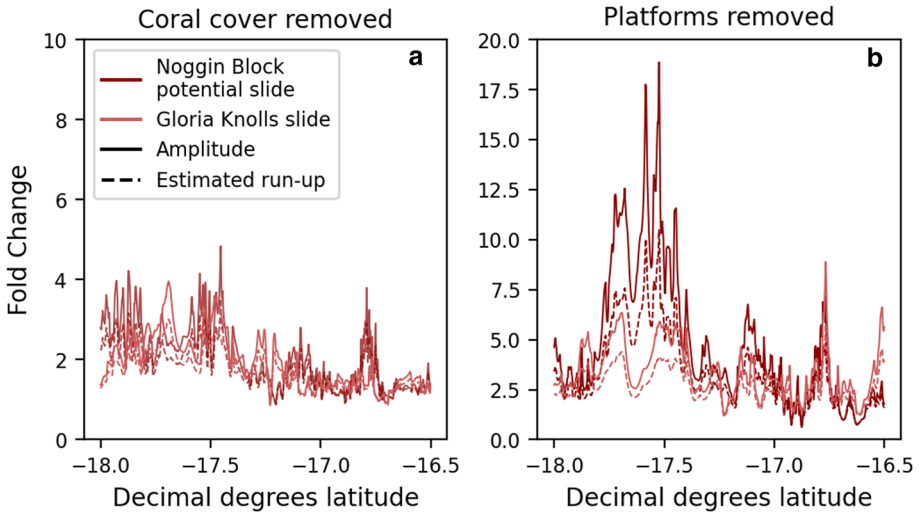 Coral cover removed
Platforms removed
a
b
Noggin Block
potential slide
Gloria Knolls slide
Amplitude
Estimated run-up
Fold Change
10
8
6
4
2
0
20.0
17.5
15.0
12.5
10.0
7.5
5.0
2.5
0.0
−18.0 −17.5 −17.0 −16.5
−18.0 −17.5 −17.0 −16.5
Decimal degrees latitude
Decimal degrees latitude